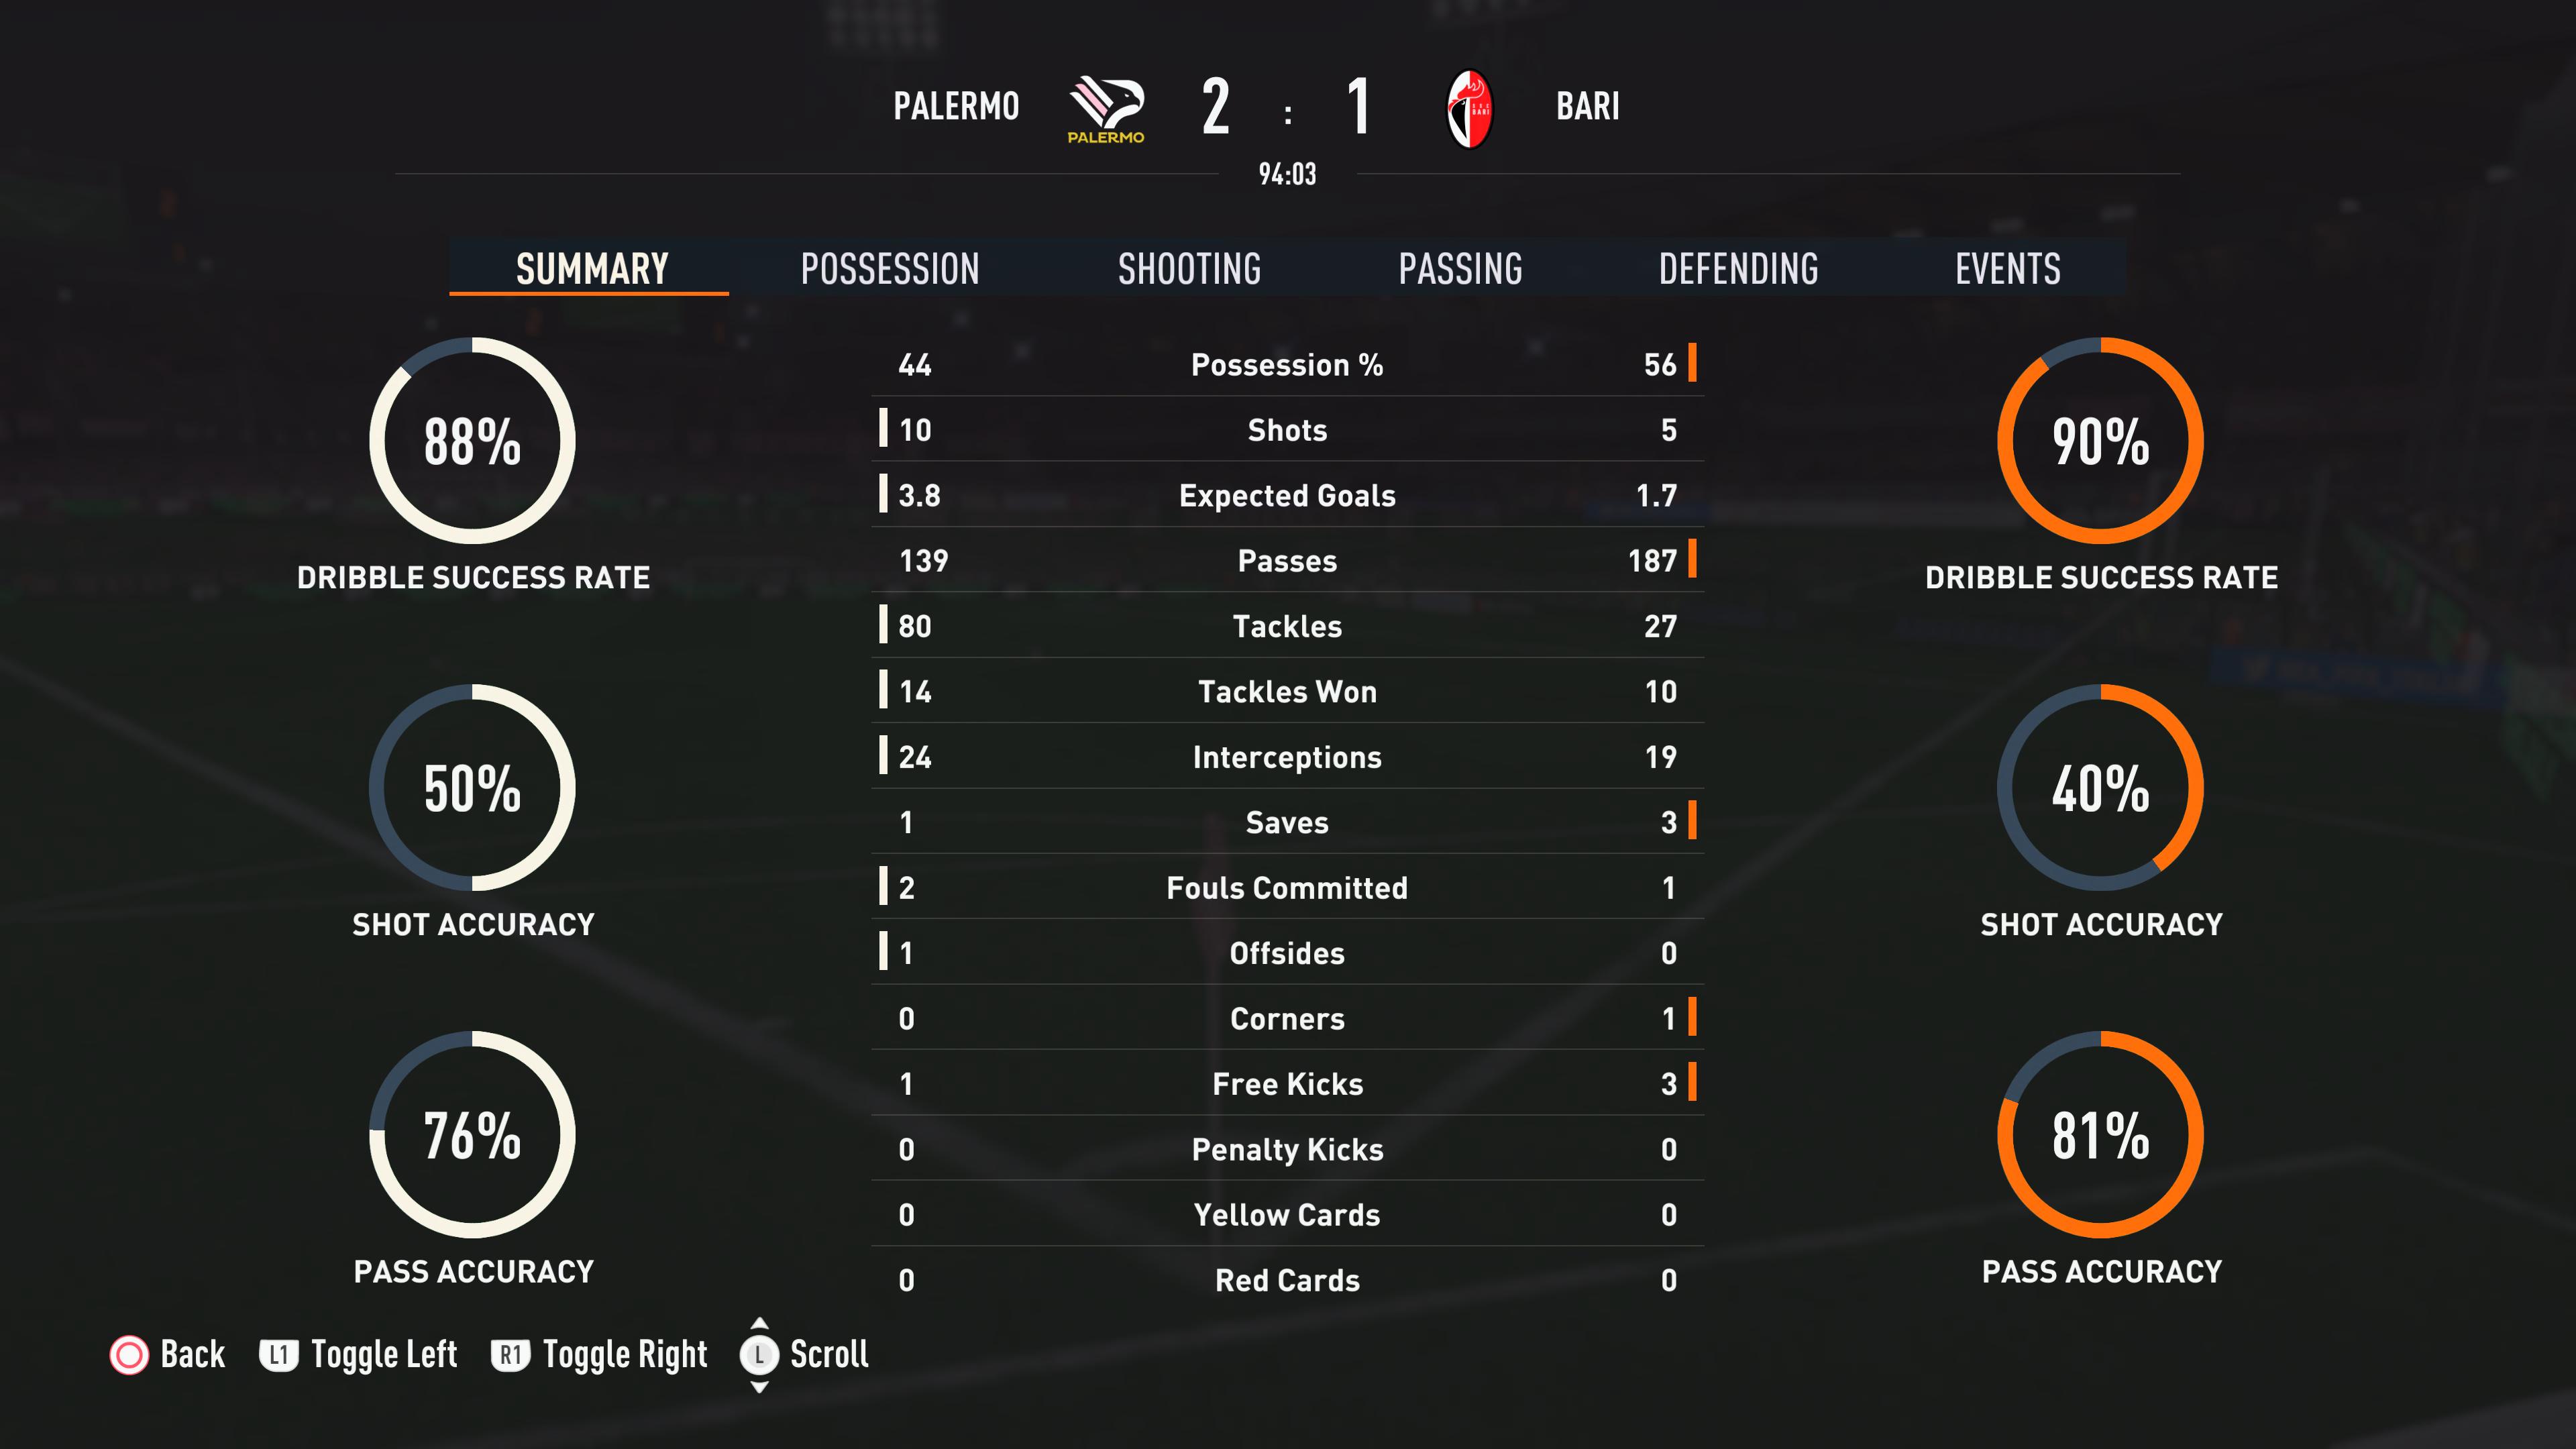 PALERMO PALERMO 2 : 1 BARI
94:03
SUMMARY POSSESSION SHOOTING PASSING DEFENDING EVENTS
88%
DRIBBLE SUCCESS RATE
50%
SHOT ACCURACY
76%
PASS ACCURACY
44 Possession % 56
10 Shots 5
3.8 Expected Goals 1.7
139 Passes 187
80 Tackles 27
14 Tackles Won 10
24 Interceptions 19
1 Saves 3
2 Fouls Committed 1
1 Offsides 0
0 Corners 1
1 Free Kicks 3
0 Penalty Kicks 0
0 Yellow Cards 0
0 Red Cards 0
90%
DRIBBLE SUCCESS RATE
40%
SHOT ACCURACY
81%
PASS ACCURACY
Back L1 Toggle Left R1 Toggle Right L Scroll